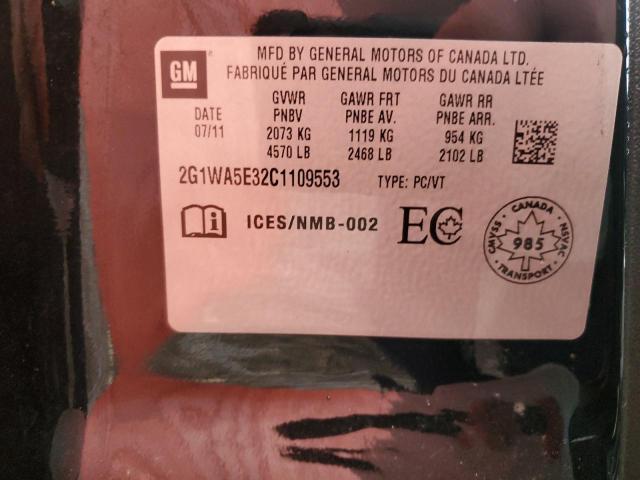 GM
MFD BY GENERAL MOTORS OF CANADA LTD.
FABRIQUÉ PAR GENERAL MOTORS DU CANADA LTÉE
DATE
07/11
GVWR
PNBV
2073 KG
4570 LB
GAWR FRT
PNBE AV.
1119 KG
2468 LB
GAWR RR
PNBE ARR.
954 KG
2102 LB
2G1WA5E32C1109553 TYPE: PC/VT
ICES/NMB-002
EC
CANADA
CMVSS
985
NSVAC
TRANSPORT